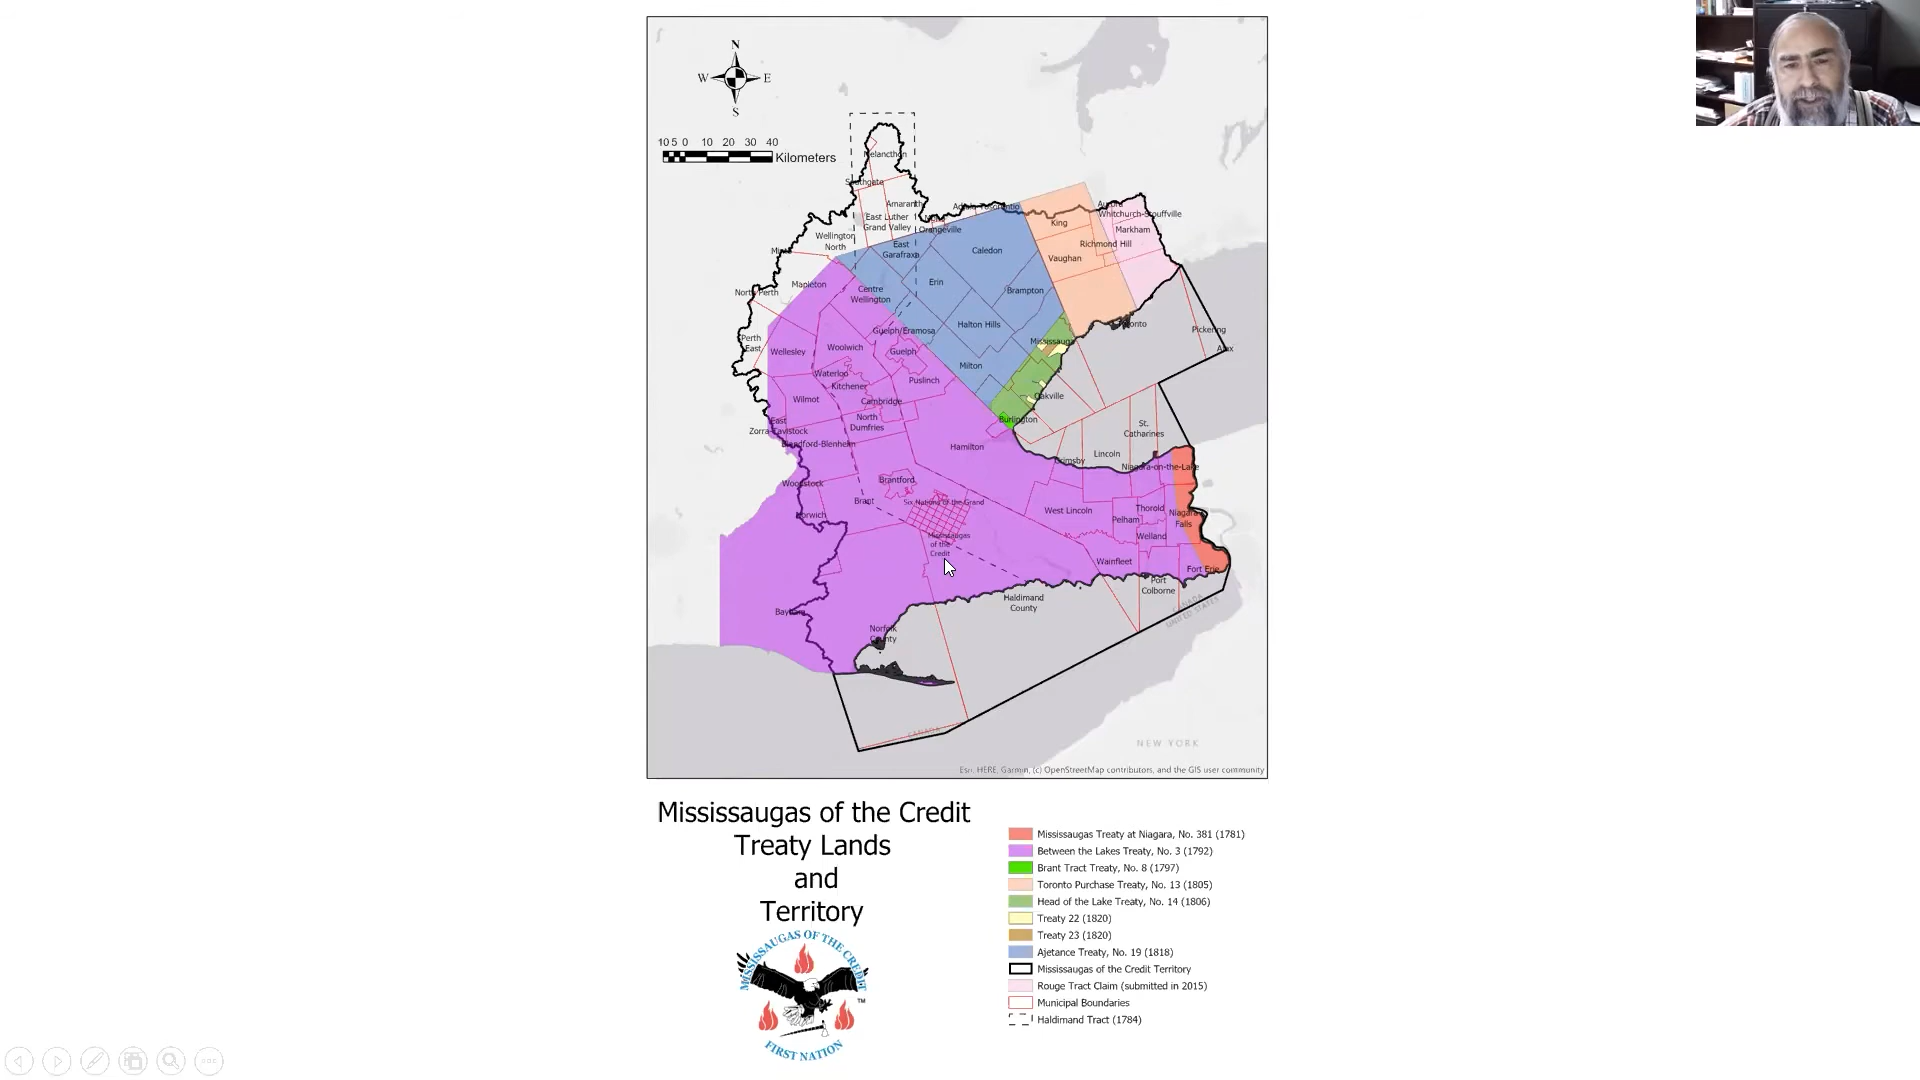 N
W E
S
10 5 0 10 20 30 40
Kilometers
Melancthon
Southgate
Amaranth
East Luther
Grand Valley
Mono
Orangeville
Adjala-Tosorontio
Aurora
Whitchurch-Stouffville
King
Markham
Richmond Hill
Vaughan
Wellington
North
Minto
East
Garafraxa
Caledon
Mapleton
North Perth
Centre
Wellington
Erin
Brampton
Halton Hills
Toronto
Pickering
Ajax
Perth
East
Wellesley
Woolwich
Guelph/Eramosa
Guelph
Mississauga
Milton
Waterloo
Kitchener
Puslinch
Wilmot
Cambridge
Oakville
North
Dumfries
Burlington
East
Zorra-Tavistock
Blandford-Blenheim
Hamilton
St.
Catharines
Grimsby
Lincoln
Niagara-on-the-Lake
Woodstock
Brantford
Brant
Six Nations of the Grand
Norwich
West Lincoln
Thorold
Pelham
Niagara
Falls
Welland
Mississaugas
of the
Credit
Wainfleet
Fort Erie
Port
Colborne
Haldimand
County
Bayham
Norfolk
County
CANADA
UNITED STATES
CANADA
NEW YORK
Esri, HERE, Garmin, (c) OpenStreetMap contributors, and the GIS user community
Mississaugas of the Credit
Treaty Lands
and
Territory
MISSISSAUGAS OF THE CREDIT
TM
FIRST NATION
Mississaugas Treaty at Niagara, No. 381 (1781)
Between the Lakes Treaty, No. 3 (1792)
Brant Tract Treaty, No. 8 (1797)
Toronto Purchase Treaty, No. 13 (1805)
Head of the Lake Treaty, No. 14 (1806)
Treaty 22 (1820)
Treaty 23 (1820)
Ajetance Treaty, No. 19 (1818)
Mississaugas of the Credit Territory
Rouge Tract Claim (submitted in 2015)
Municipal Boundaries
Haldimand Tract (1784)